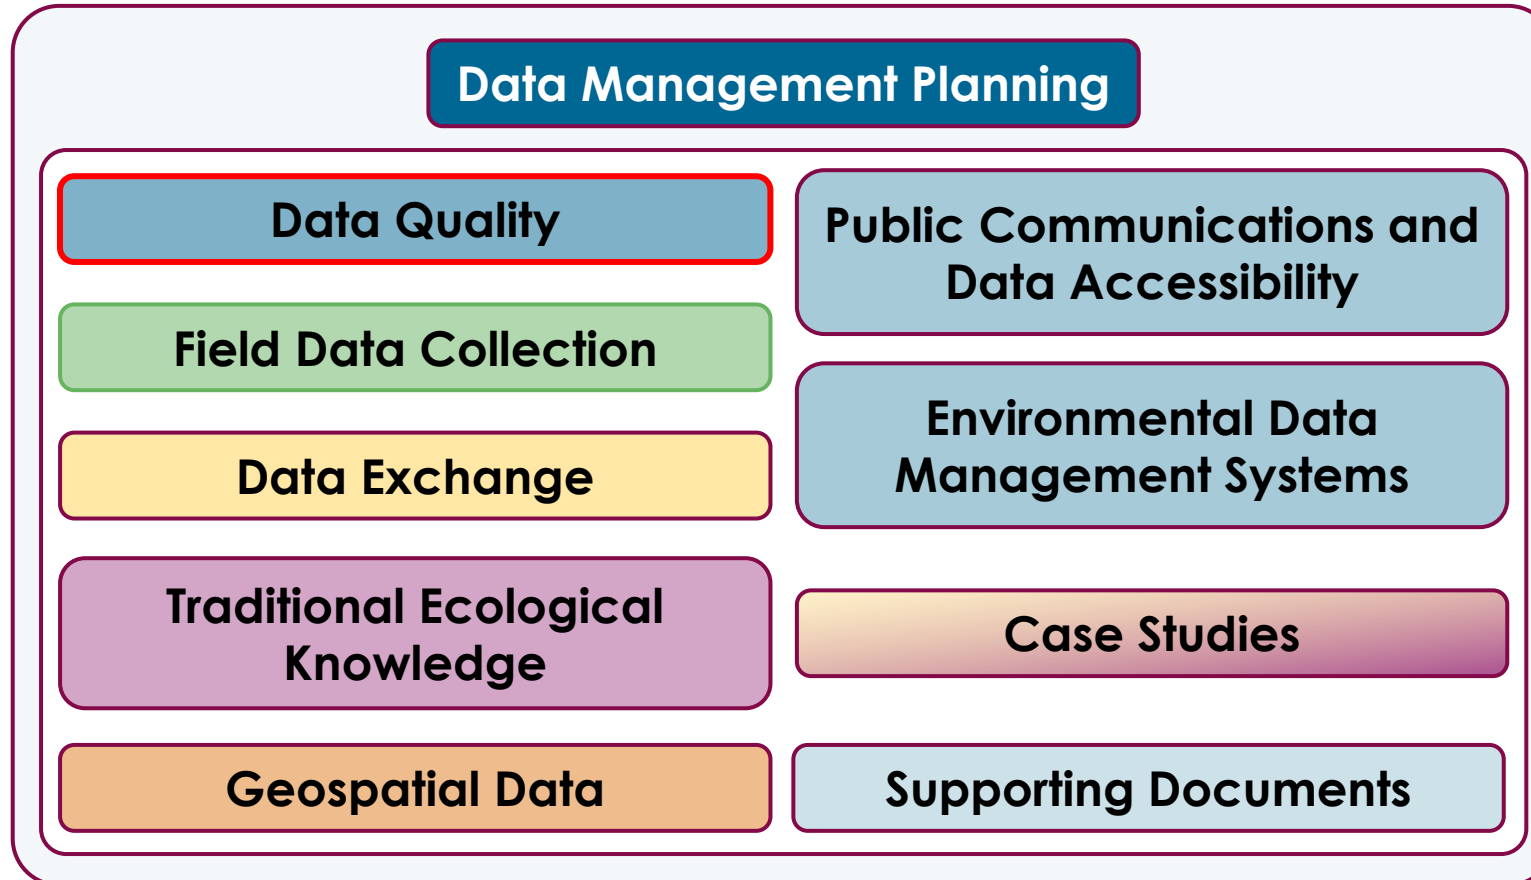 Data Management Planning
Data Quality
Field Data Collection
Data Exchange
Traditional Ecological
Knowledge
Geospatial Data
Public Communications and
Data Accessibility
Environmental Data
Management Systems
Case Studies
Supporting Documents